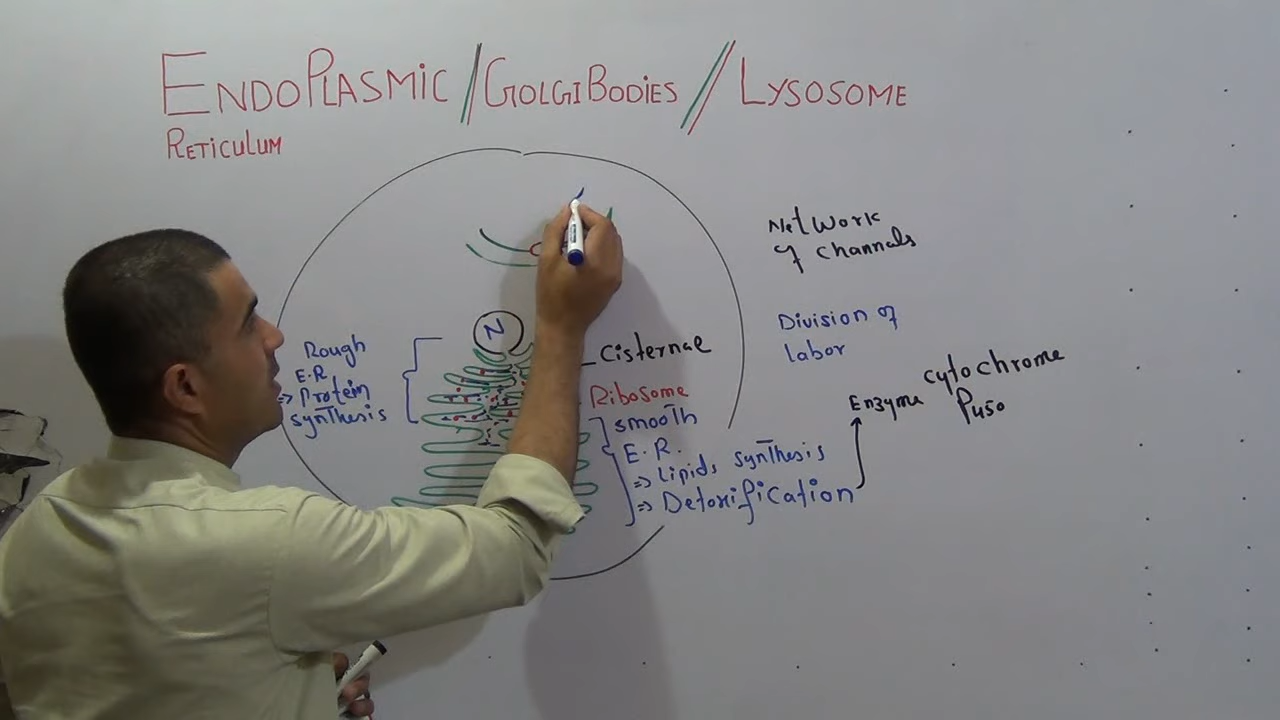 ENDOPLASMIC // GOLGI BODIES // LYSOSOME
RETICULUM
Network
of channals
Division of
labor
N
Rough
E.R
=> Protein
synthesis
Cisternae
Ribosome
smooth
E.R.
=> Lipids synthesis
=> Detoxification
Enzyme
cytochrome
P450